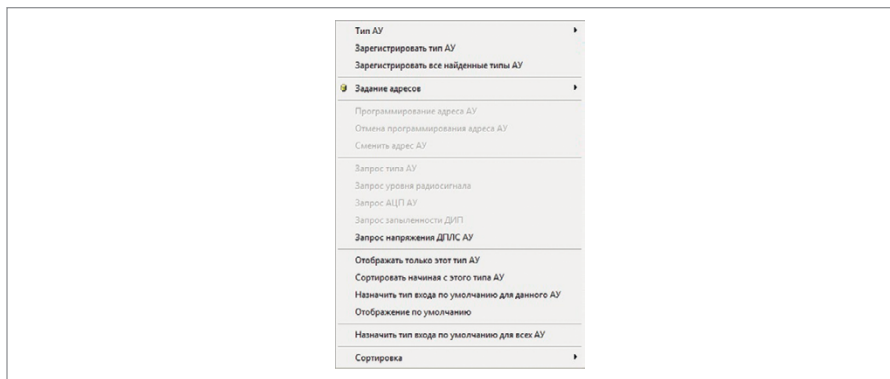 Тип АУ
Зарегистрировать тип АУ
Зарегистрировать все найденные типы АУ
Задание адресов
Программирование адреса АУ
Отмена программирования адреса АУ
Сменить адрес АУ
Запрос типа АУ
Запрос уровня радиосигнала
Запрос АЦП АУ
Запрос запыленности ДИП
Запрос напряжения ДПЛС АУ
Отображать только этот тип АУ
Сортировать начиная с этого типа АУ
Назначить тип входа по умолчанию для данного АУ
Отображение по умолчанию
Назначить тип входа по умолчанию для всех АУ
Сортировка